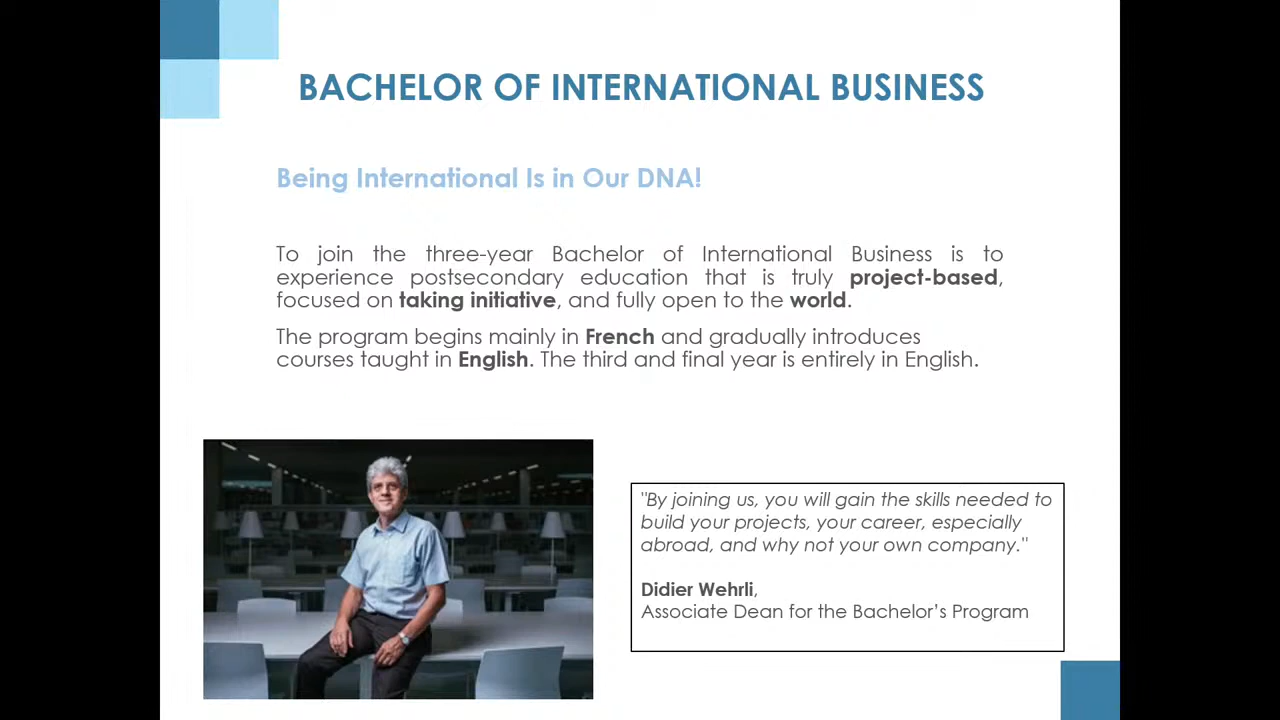 BACHELOR OF INTERNATIONAL BUSINESS
Being International Is in Our DNA!
To join the three-year Bachelor of International Business is to
experience postsecondary education that is truly project-based,
focused on taking initiative, and fully open to the world.
The program begins mainly in French and gradually introduces
courses taught in English. The third and final year is entirely in English.
"By joining us, you will gain the skills needed to
build your projects, your career, especially
abroad, and why not your own company."
Didier Wehrli,
Associate Dean for the Bachelor’s Program